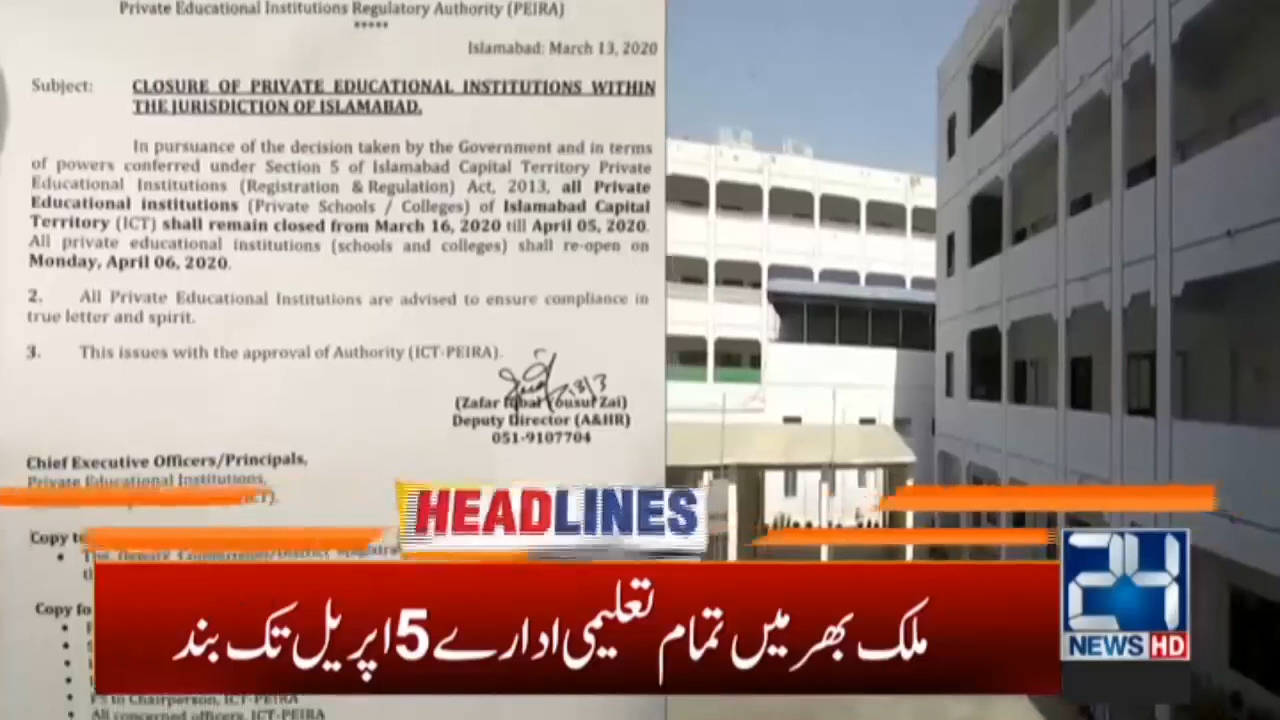 Private Educational Institutions Regulatory Authority (PEIRA)
*****
Islamabad: March 13, 2020
Subject: CLOSURE OF PRIVATE EDUCATIONAL INSTITUTIONS WITHIN
THE JURISDICTION OF ISLAMABAD.
In pursuance of the decision taken by the Government and in terms
of powers conferred under Section 5 of Islamabad Capital Territory Private
Educational Institutions (Registration & Regulation) Act, 2013, all Private
Educational institutions (Private Schools / Colleges) of Islamabad Capital
Territory (ICT) shall remain closed from March 16, 2020 till April 05, 2020.
All private educational institutions (schools and colleges) shall re-open on
Monday, April 06, 2020.
2. All Private Educational Institutions are advised to ensure compliance in
true letter and spirit.
3. This issues with the approval of Authority (ICT-PEIRA).
13/3
(Zafar Iqbal Yousuf Zai)
Deputy Director (A&HR)
051-9107704
Chief Executive Officers/Principals,
Private Educational Institutions,
(ICT).
Copy to
Copy fo
PS to Chairperson, ICT-PEIRA
All concerned officers, ICT-PEIRA
HEADLINES
ملک بھر میں تمام تعلیمی ادارے 5 اپریل تک بند
24
NEWS HD